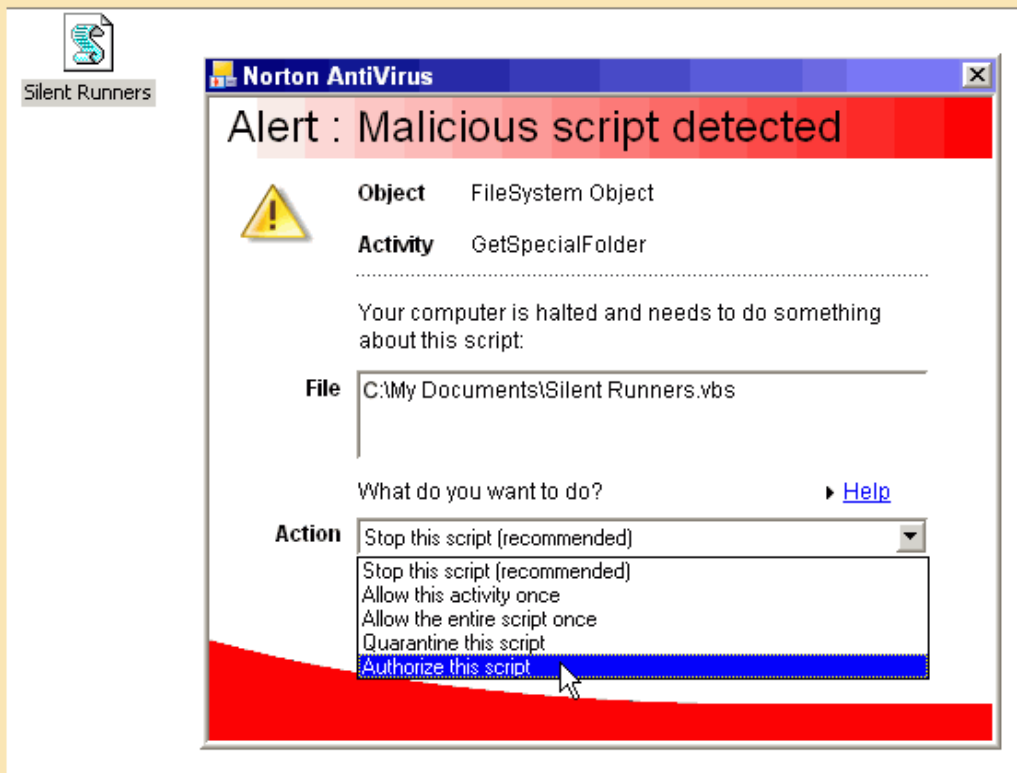 Silent Runners
Norton AntiVirus
Alert : Malicious script detected
Object FileSystem Object
Activity GetSpecialFolder
Your computer is halted and needs to do something
about this script:
File C:\My Documents\Silent Runners.vbs
What do you want to do? Help
Action Stop this script (recommended)
Stop this script (recommended)
Allow this activity once
Allow the entire script once
Quarantine this script
Authorize this script